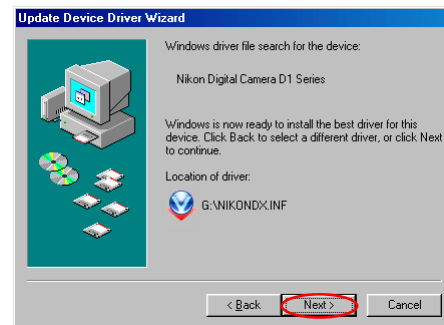 Update Device Driver Wizard
Windows driver file search for the device:
Nikon Digital Camera D1 Series
Windows is now ready to install the best driver for this
device. Click Back to select a different driver, or click Next
to continue.
Location of driver:
G:\NIKONDX.INF
< Back Next > Cancel